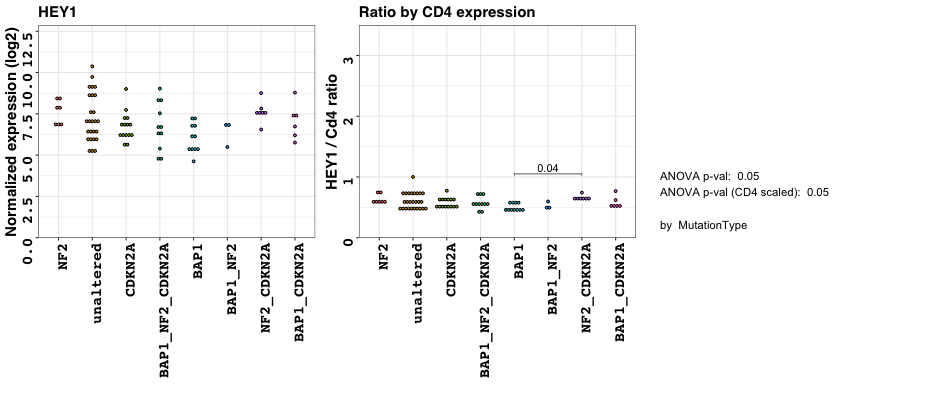 HEY1
Normalized expression (log2)
12.5
10.0
7.5
5.0
2.5
0.0
NF2
unaltered
CDKN2A
BAP1_NF2_CDKN2A
BAP1
BAP1_NF2
NF2_CDKN2A
BAP1_CDKN2A
Ratio by CD4 expression
HEY1 / Cd4 ratio
3
2
1
0
0.04
NF2
unaltered
CDKN2A
BAP1_NF2_CDKN2A
BAP1
BAP1_NF2
NF2_CDKN2A
BAP1_CDKN2A
ANOVA p-val: 0.05
ANOVA p-val (CD4 scaled): 0.05
by MutationType